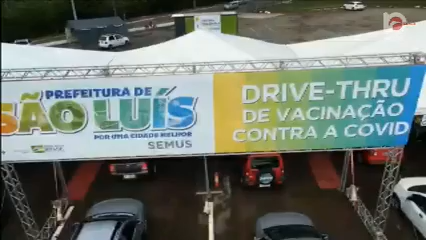 PREFEITURA DE
SÃO LUÍS
POR UMA CIDADE MELHOR
SEMUS
DRIVE-THRU
DE VACINAÇÃO
CONTRA A COVID